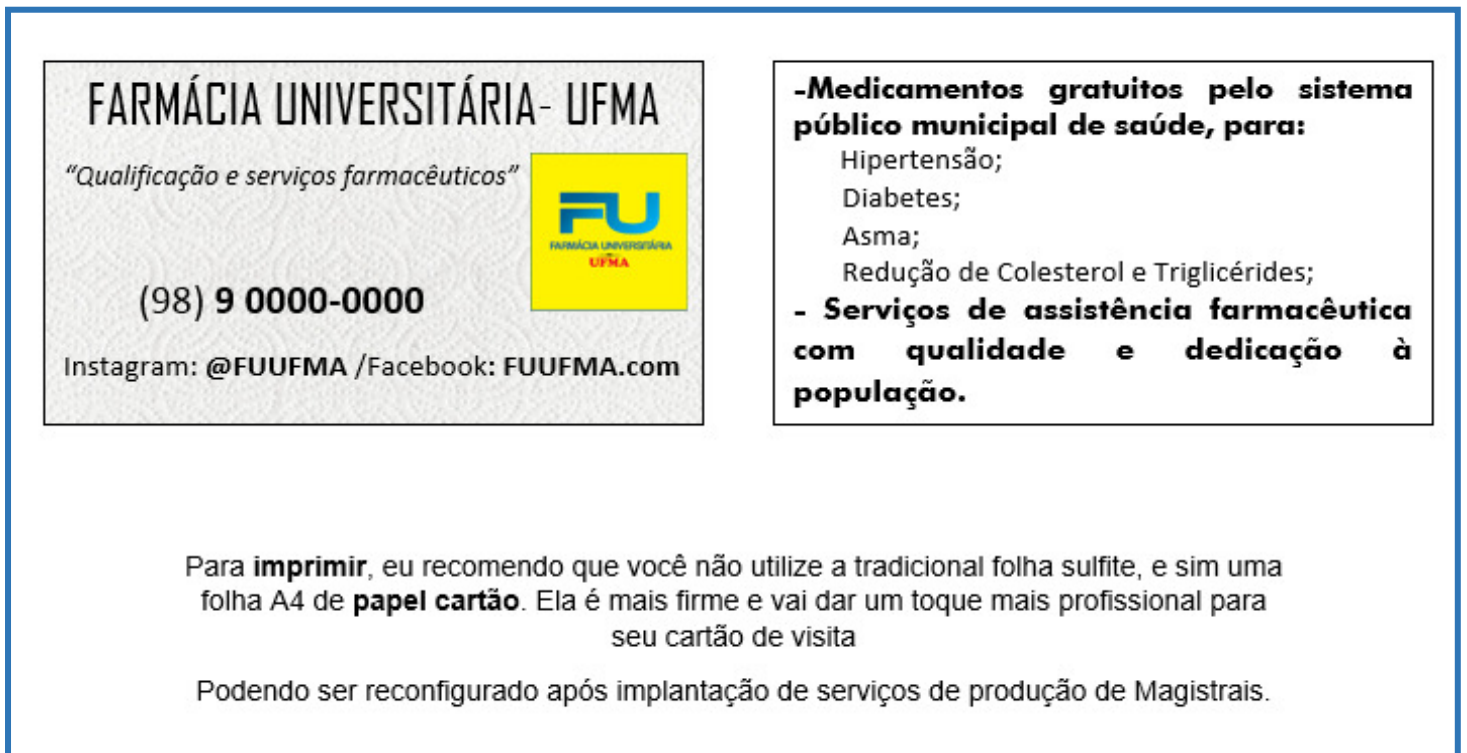 FARMÁCIA UNIVERSITÁRIA- UFMA
“Qualificação e serviços farmacêuticos”
FU
FARMÁCIA UNIVERSITÁRIA
UFMA
(98) 9 0000-0000
Instagram: @FUUFMA /Facebook: FUUFMA.com
-Medicamentos gratuitos pelo sistema
público municipal de saúde, para:
Hipertensão;
Diabetes;
Asma;
Redução de Colesterol e Triglicérides;
- Serviços de assistência farmacêutica
com qualidade e dedicação à
população.
Para imprimir, eu recomendo que você não utilize a tradicional folha sulfite, e sim uma
folha A4 de papel cartão. Ela é mais firme e vai dar um toque mais profissional para
seu cartão de visita
Podendo ser reconfigurado após implantação de serviços de produção de Magistrais.